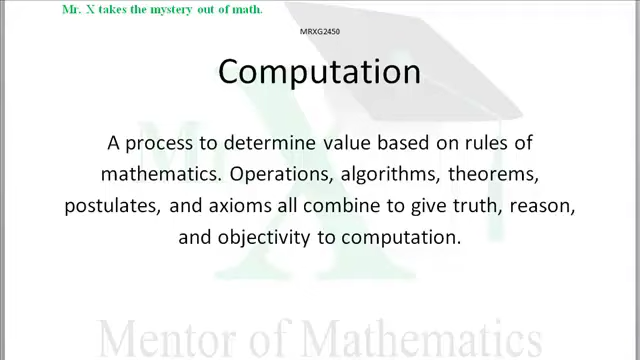 Mr. X takes the mystery out of math.
MRXG2450
Computation
A process to determine value based on rules of
mathematics. Operations, algorithms, theorems,
postulates, and axioms all combine to give truth, reason,
and objectivity to computation.
Mr X
Mentor of Mathematics